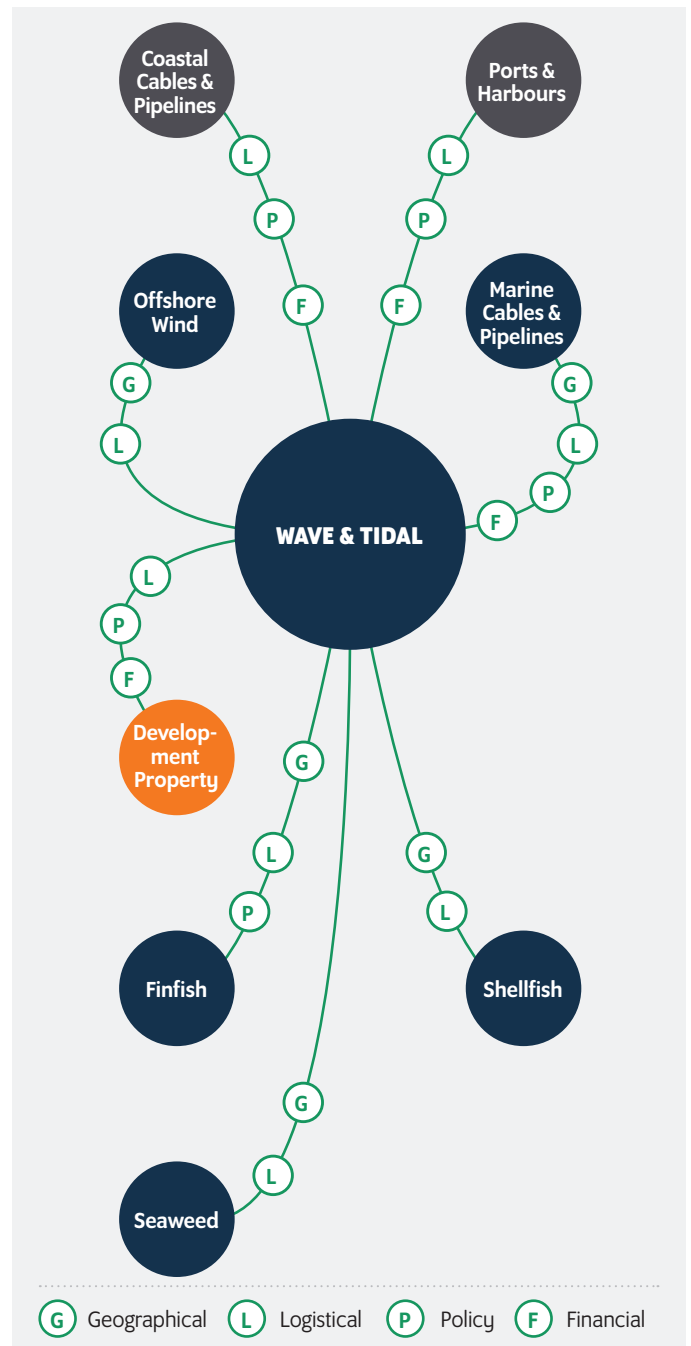 Coastal
Cables &
Pipelines
Ports &
Harbours
L
P
F
L
P
F
Offshore
Wind
G
L
Marine
Cables &
Pipelines
G
L
P
F
WAVE & TIDAL
L
P
F
Develop-
ment
Property
G
L
P
Finfish
G
L
Shellfish
G
L
Seaweed
G Geographical L Logistical P Policy F Financial